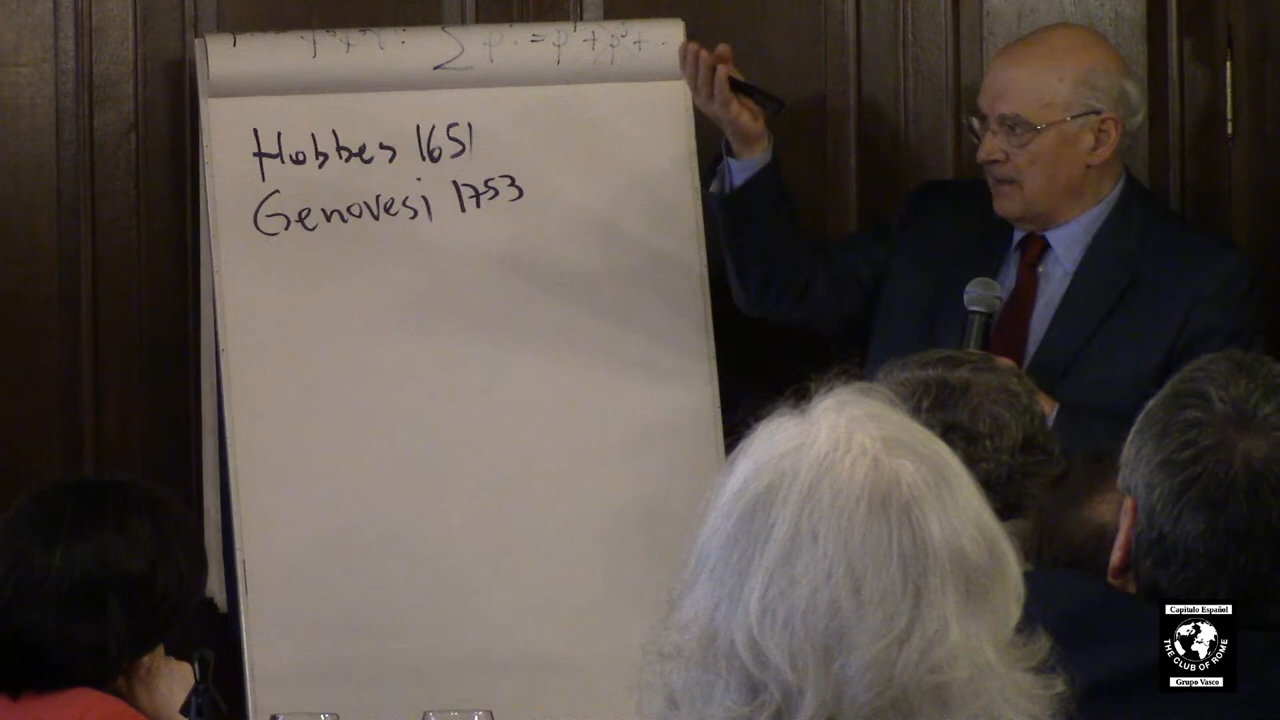 ∑ p = p + p +
Hobbes 1651
Genovesi 1753
Capítulo Español
THE CLUB OF ROME
Grupo Vasco